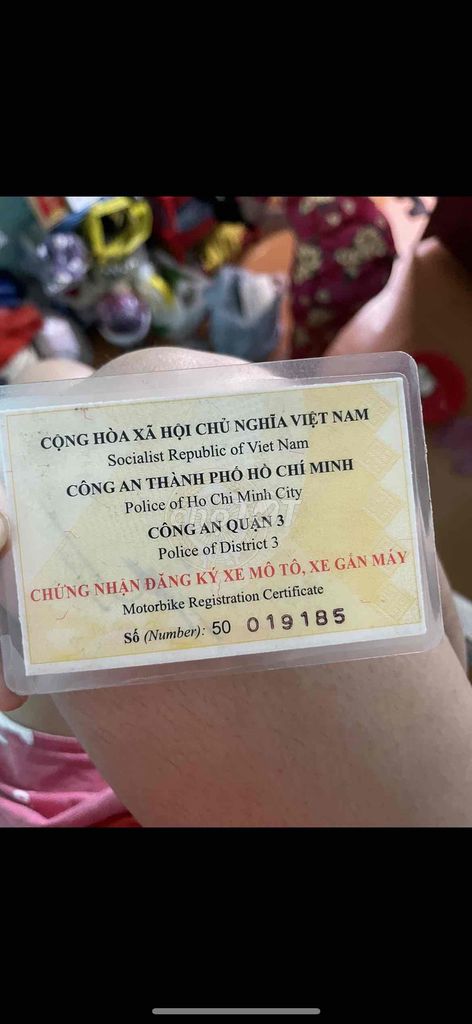 CỘNG HÒA XÃ HỘI CHỦ NGHĨA VIỆT NAM
Socialist Republic of Viet Nam
CÔNG AN THÀNH PHỐ HỒ CHÍ MINH
Police of Ho Chi Minh City
CÔNG AN QUẬN 3
Police of District 3
CHỨNG NHẬN ĐĂNG KÝ XE MÔ TÔ, XE GẮN MÁY
Motorbike Registration Certificate
Số (Number): 50 019185